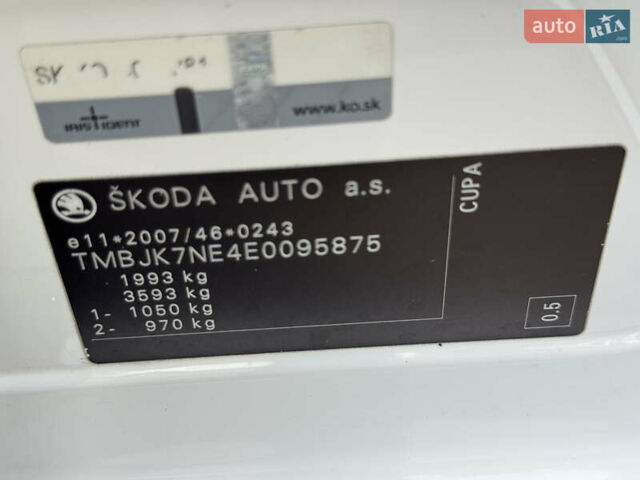 auto RIA
.com
www.ko.sk
ŠKODA AUTO a.s.
CUPA
e11*2007/46*0243
TMBJK7NE4E0095875
1993 kg
3593 kg
1- 1050 kg
2- 970 kg
0.5